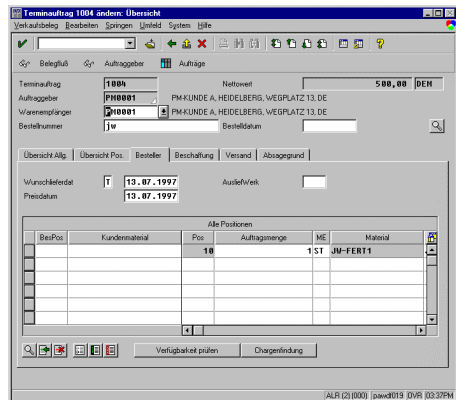 Terminauftrag 1004 ändern: Übersicht
Verkaufsbeleg Bearbeiten Springen Umfeld System Hilfe
Belegfluß Auftraggeber Aufträge
Terminauftrag 1004 Nettowert 500,00 DEM
Auftraggeber PM0001 PM-KUNDE A, HEIDELBERG, WEGPLATZ 13, DE
Warenempfänger PM0001 PM-KUNDE A, HEIDELBERG, WEGPLATZ 13, DE
Bestellnummer jw Bestelldatum
Übersicht Allg. Übersicht Pos. Besteller Beschaffung Versand Absagegrund
Wunschlieferdat T 13.07.1997 AusliefWerk
Preisdatum 13.07.1997
Alle Positionen
BesPos Kundenmaterial Pos Auftragsmenge ME Material
10 1 ST JW-FERT1
Verfügbarkeit prüfen Chargenfindung
ALR (2) (000) pawdf019 OVR 03:37PM